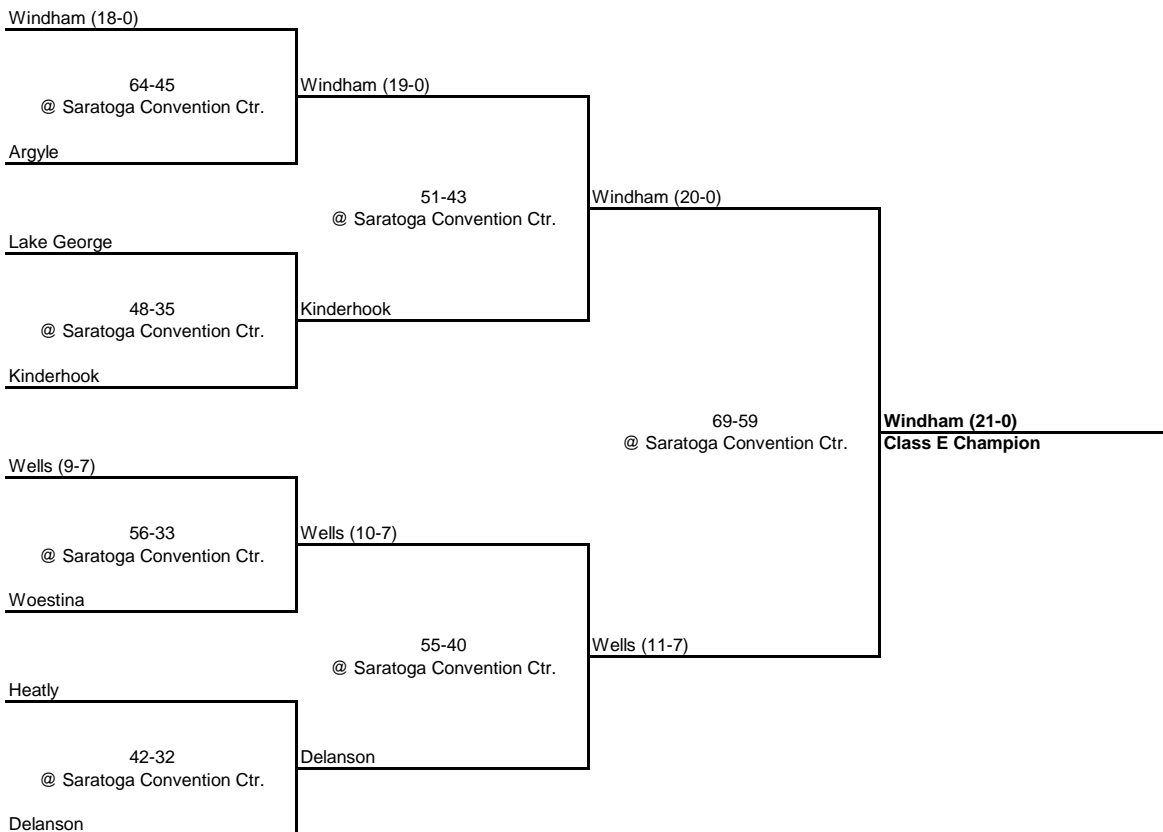 Windham (18-0)
64-45
@ Saratoga Convention Ctr.
Windham (19-0)
Argyle
51-43
@ Saratoga Convention Ctr.
Windham (20-0)
Lake George
48-35
@ Saratoga Convention Ctr.
Kinderhook
Kinderhook
69-59
@ Saratoga Convention Ctr.
Windham (21-0)
Class E Champion
Wells (9-7)
56-33
@ Saratoga Convention Ctr.
Wells (10-7)
Woestina
55-40
@ Saratoga Convention Ctr.
Wells (11-7)
Heatly
42-32
@ Saratoga Convention Ctr.
Delanson
Delanson